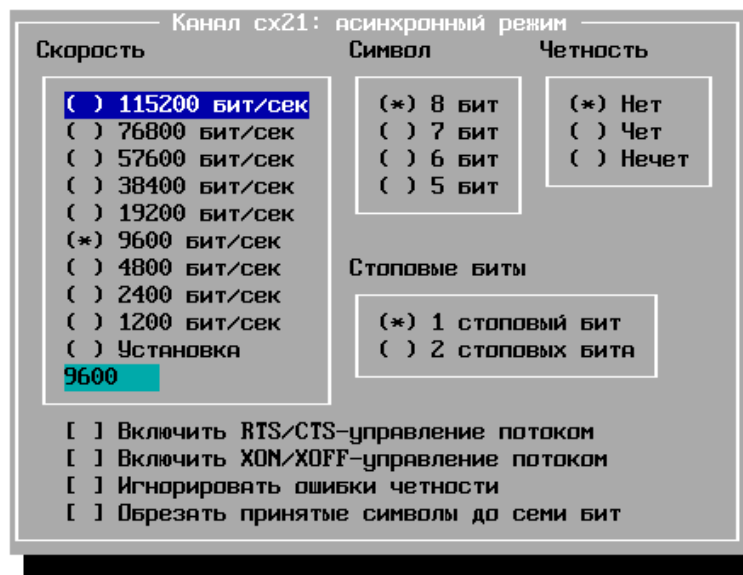 Канал cx21: асинхронный режим
Скорость
( ) 115200 бит/сек
( ) 76800 бит/сек
( ) 57600 бит/сек
( ) 38400 бит/сек
( ) 19200 бит/сек
(*) 9600 бит/сек
( ) 4800 бит/сек
( ) 2400 бит/сек
( ) 1200 бит/сек
( ) Установка
9600
Символ
(*) 8 бит
( ) 7 бит
( ) 6 бит
( ) 5 бит
Четность
(*) Нет
( ) Чет
( ) Нечет
Стоповые биты
(*) 1 стоповый бит
( ) 2 стоповых бита
[ ] Включить RTS/CTS-управление потоком
[ ] Включить XON/XOFF-управление потоком
[ ] Игнорировать ошибки четности
[ ] Обрезать принятые символы до семи бит